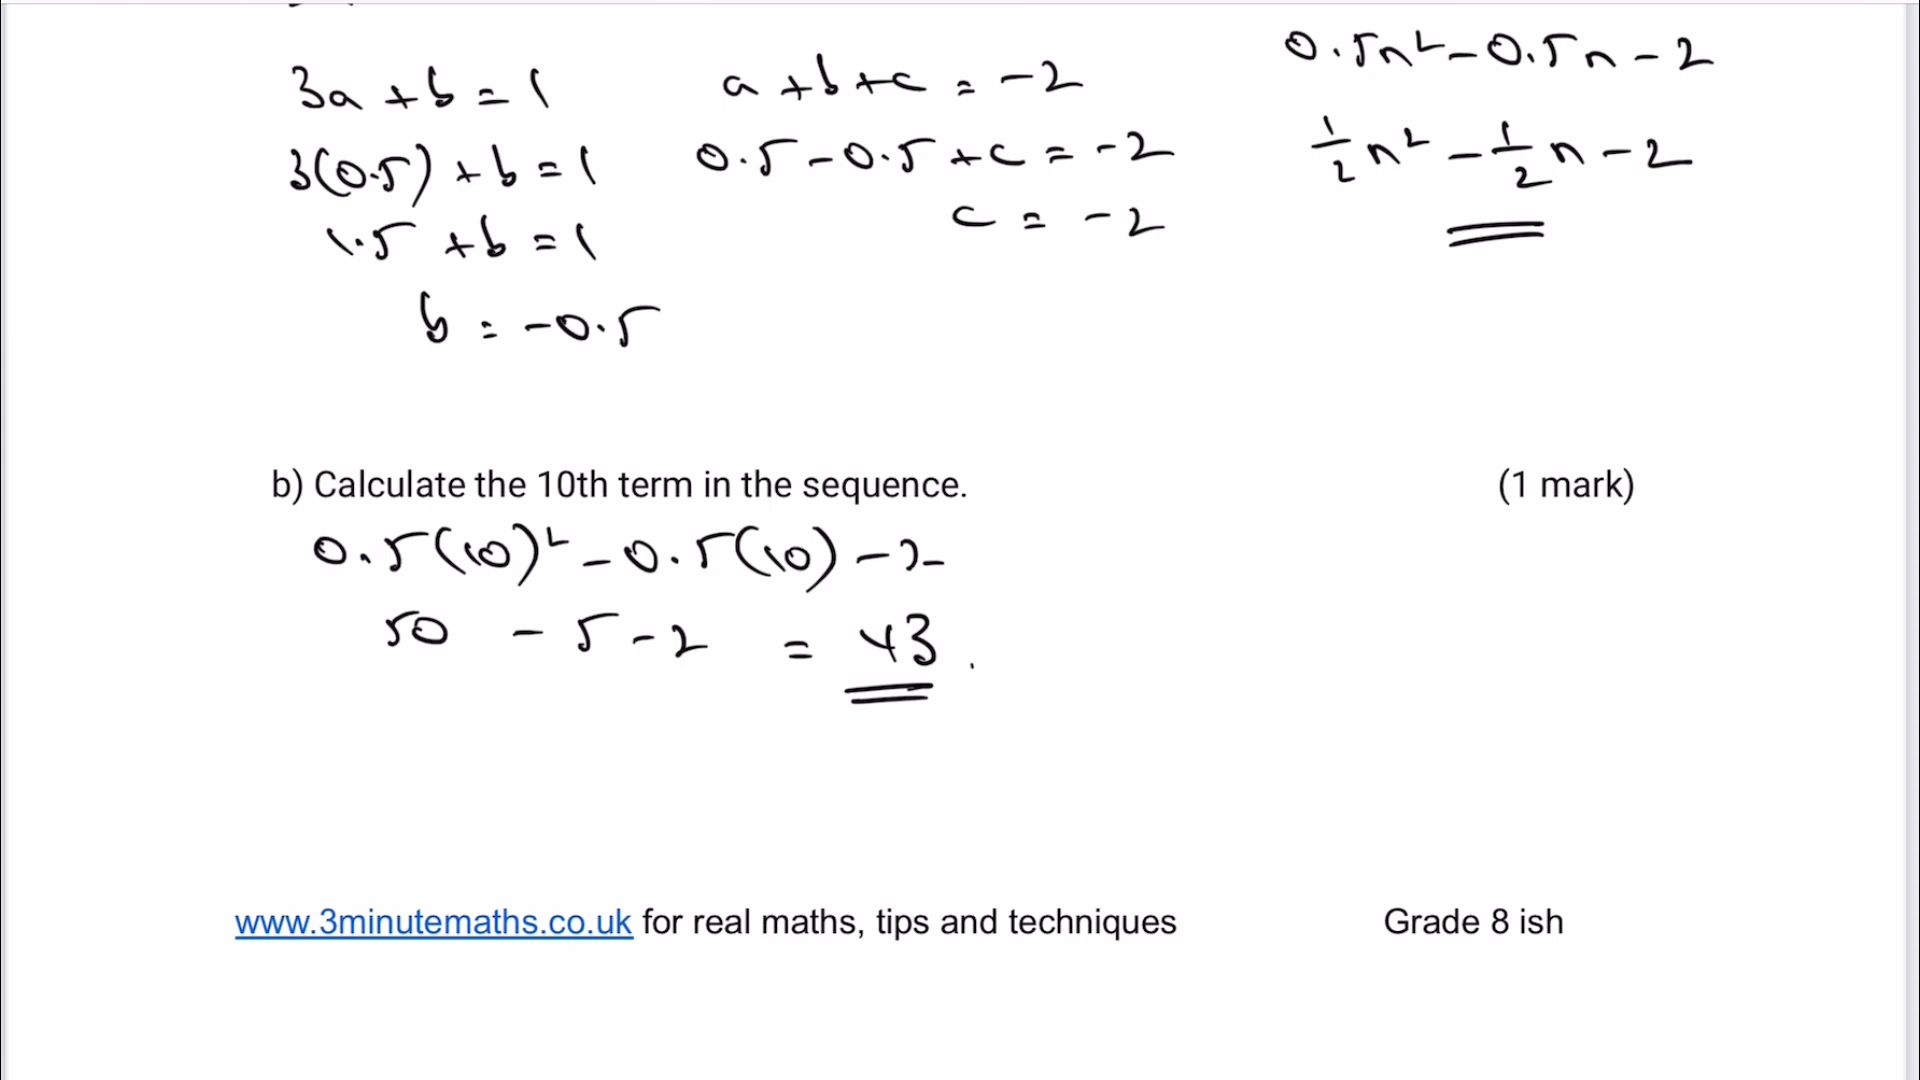 3a + b = 1
3(0.5) + b = 1
1.5 + b = 1
b = -0.5
a + b + c = -2
0.5 - 0.5 + c = -2
c = -2
0.5n² - 0.5n - 2
½n² - ½n - 2
b) Calculate the 10th term in the sequence. (1 mark)
0.5(10)² - 0.5(10) - 2
50 - 5 - 2 = 43
www.3minutemaths.co.uk for real maths, tips and techniques Grade 8 ish